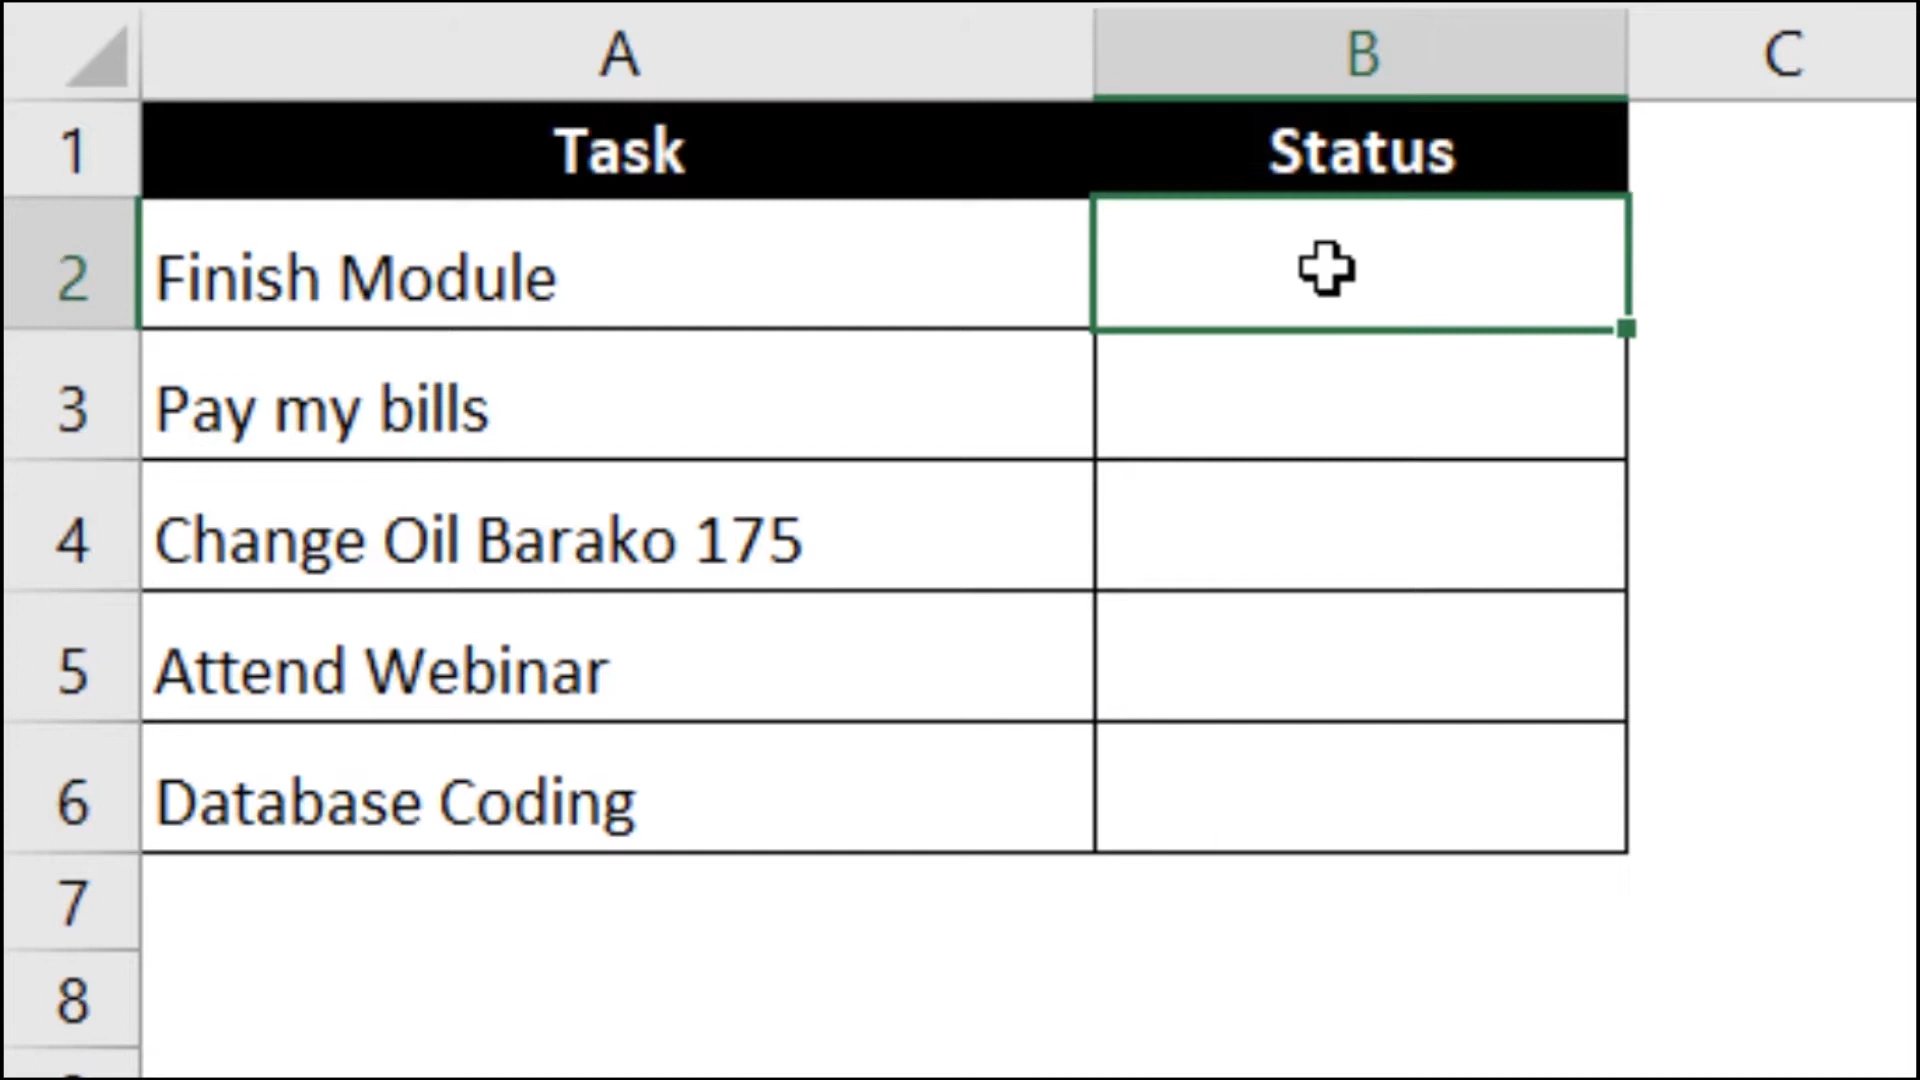 A B C
1 Task Status
2 Finish Module
3 Pay my bills
4 Change Oil Barako 175
5 Attend Webinar
6 Database Coding
7
8